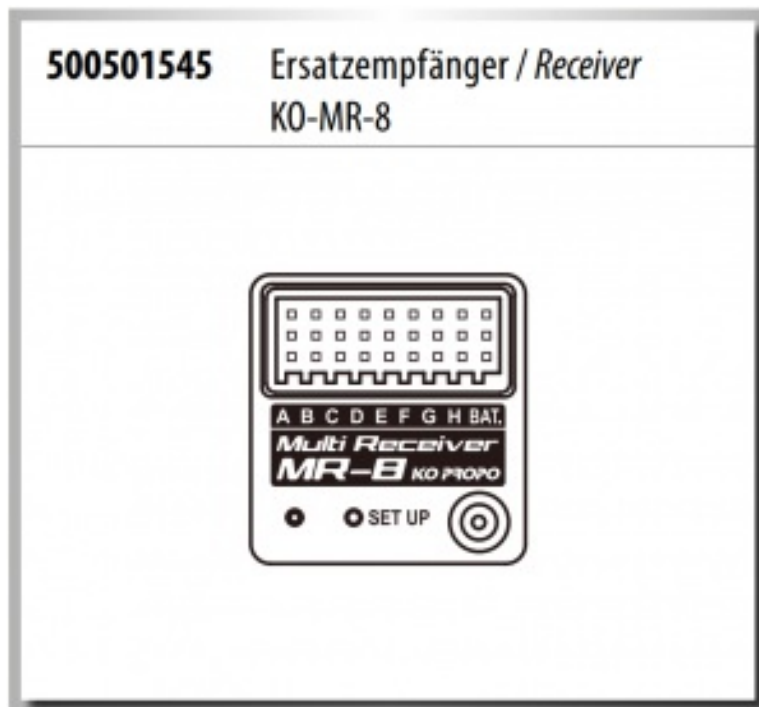 500501545 Ersatzempfänger / Receiver
KO-MR-8
A B C D E F G H BAT.
Multi Receiver
MR-8 KO PROPO
SET UP